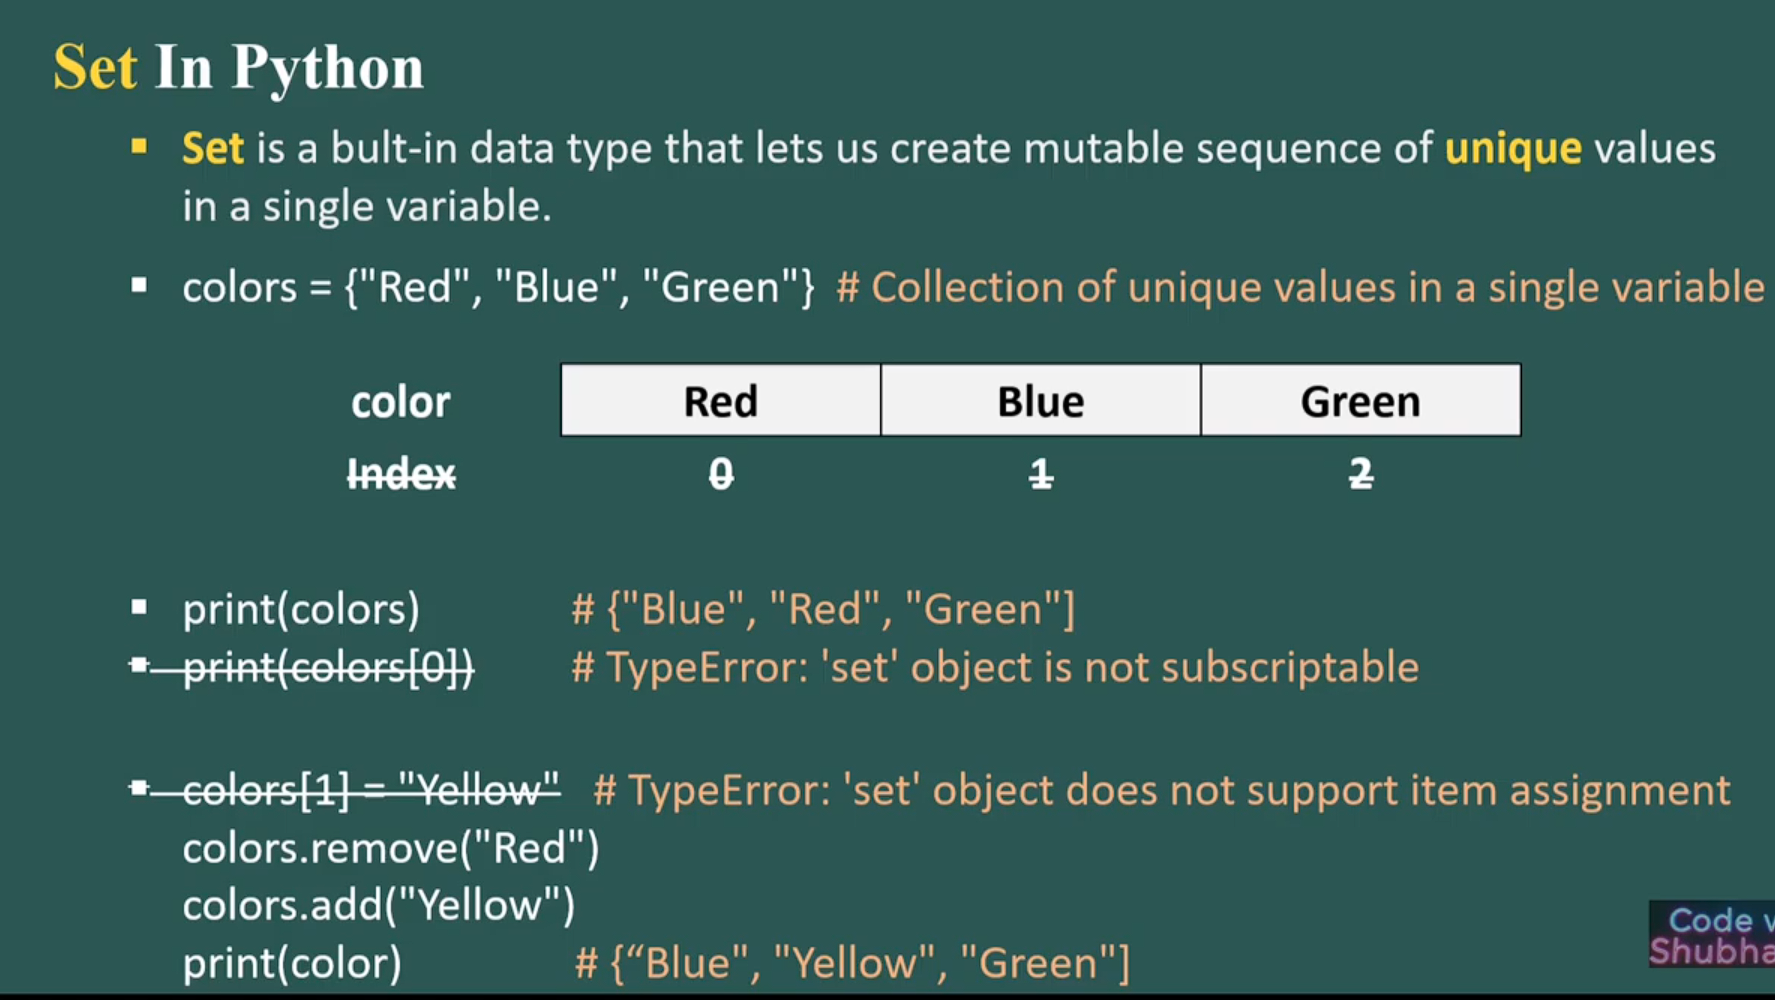 Set In Python
▪ Set is a bult-in data type that lets us create mutable sequence of unique values
in a single variable.
▪ colors = {"Red", "Blue", "Green"} # Collection of unique values in a single variable
color Red Blue Green
Index 0 1 2
▪ print(colors) # {"Blue", "Red", "Green"]
▪ print(colors[0]) # TypeError: 'set' object is not subscriptable
▪ colors[1] = "Yellow" # TypeError: 'set' object does not support item assignment
colors.remove("Red")
colors.add("Yellow")
print(color) # {“Blue", "Yellow", "Green"]
Code
Shubha